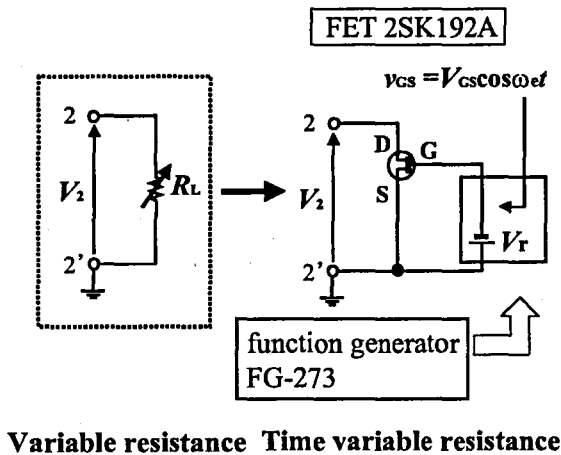 FET 2SK192A
vGS =VGScosωet
2
V2
RL
2'
2
D
G
S
V2
Vr
2'
function generator
FG-273
Variable resistance Time variable resistance